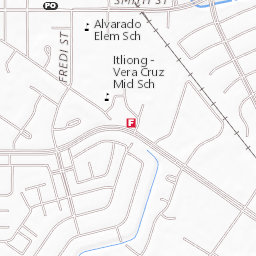 SMITH ST
PO
Alvarado
Elem Sch
FREDI ST
Itliong -
Vera Cruz
Mid Sch
F